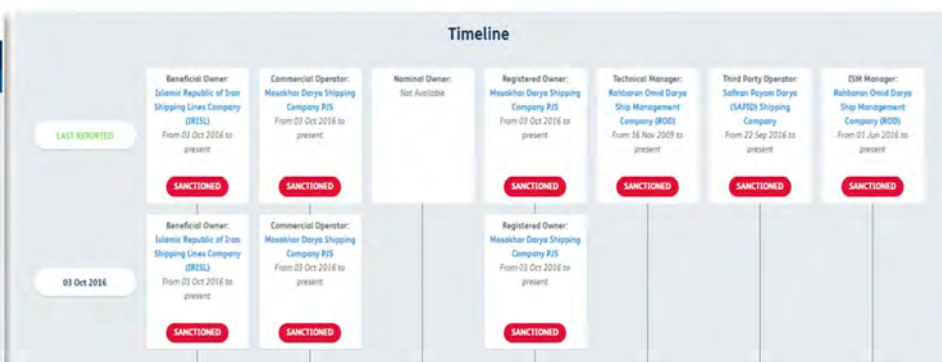 Timeline
LAST REPORTED
Beneficial Owner:
Islamic Republic of Iran
Shipping Lines Company
(IRISL)
From 03 Oct 2016 to
present
SANCTIONED
Commercial Operator:
Mosakhar Darya Shipping
Company PJS
From 03 Oct 2016 to
present
SANCTIONED
Nominal Owner:
Not Available
Registered Owner:
Mosakhar Darya Shipping
Company PJS
From 03 Oct 2016 to
present
SANCTIONED
Technical Manager:
Rahbaran Omid Darya
Ship Management
Company (ROD)
From 16 Nov 2009 to
present
SANCTIONED
Third Party Operator:
Safiran Payam Darya
(SAPID) Shipping
Company
From 22 Sep 2016 to
present
SANCTIONED
ISM Manager:
Rahbaran Omid Darya
Ship Management
Company (ROD)
From 01 Jun 2016 to
present
SANCTIONED
03 Oct 2016
Beneficial Owner:
Islamic Republic of Iran
Shipping Lines Company
(IRISL)
From 03 Oct 2016 to
present
SANCTIONED
Commercial Operator:
Mosakhar Darya Shipping
Company PJS
From 03 Oct 2016 to
present
SANCTIONED
Registered Owner:
Mosakhar Darya Shipping
Company PJS
From 03 Oct 2016 to
present
SANCTIONED